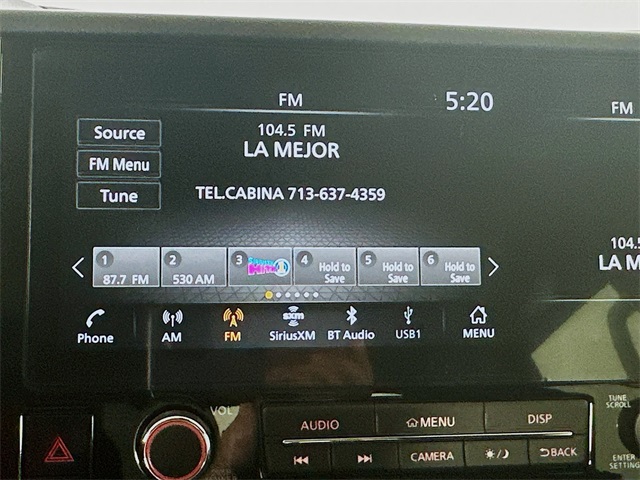 FM
5:20
FM
Source
104.5 FM
LA MEJOR
FM Menu
Tune
TEL.CABINA 713-637-4359
104.5
LA M
1
87.7 FM
2
530 AM
3
4
Hold to
Save
5
Hold to
Save
6
Hold to
Save
Phone
AM
FM
sxm
SiriusXM
BT Audio
USB1
MENU
VOL
AUDIO
MENU
DISP
TUNE
SCROLL
CAMERA
BACK
ENTER
SETTING